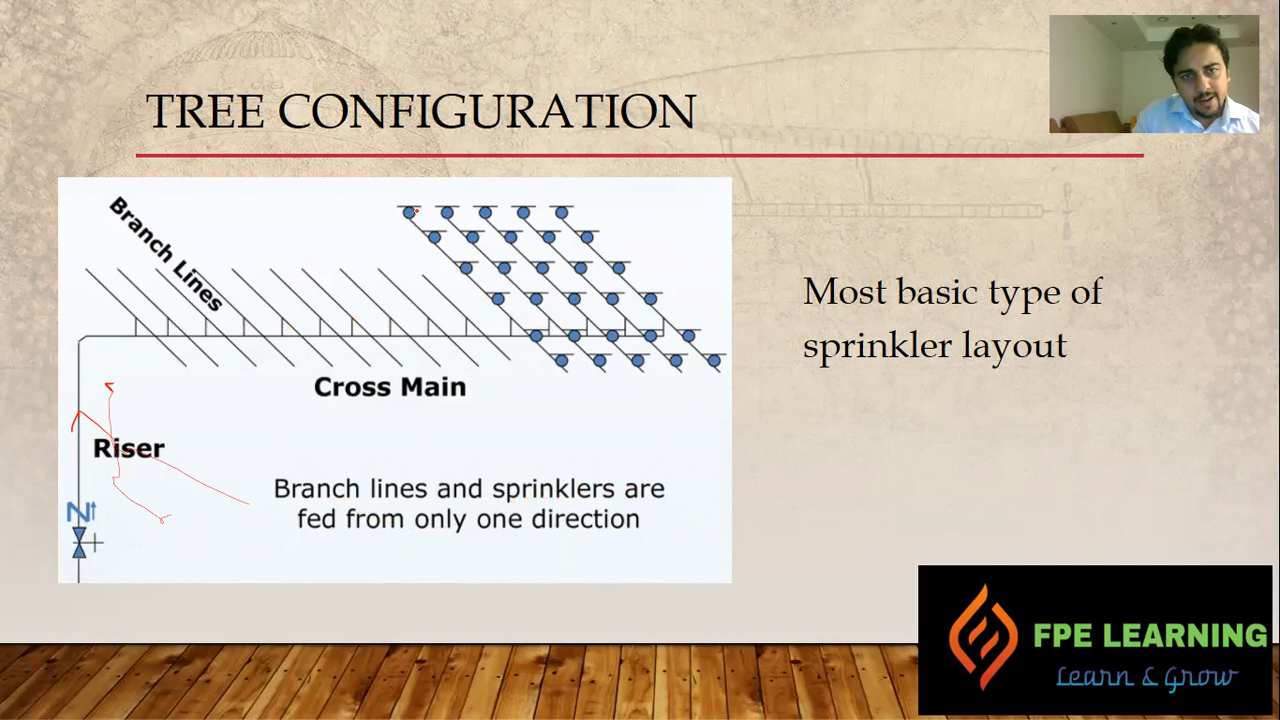 TREE CONFIGURATION
Branch Lines
Cross Main
Riser
Branch lines and sprinklers are
fed from only one direction
Most basic type of
sprinkler layout
FPE LEARNING
Learn & Grow